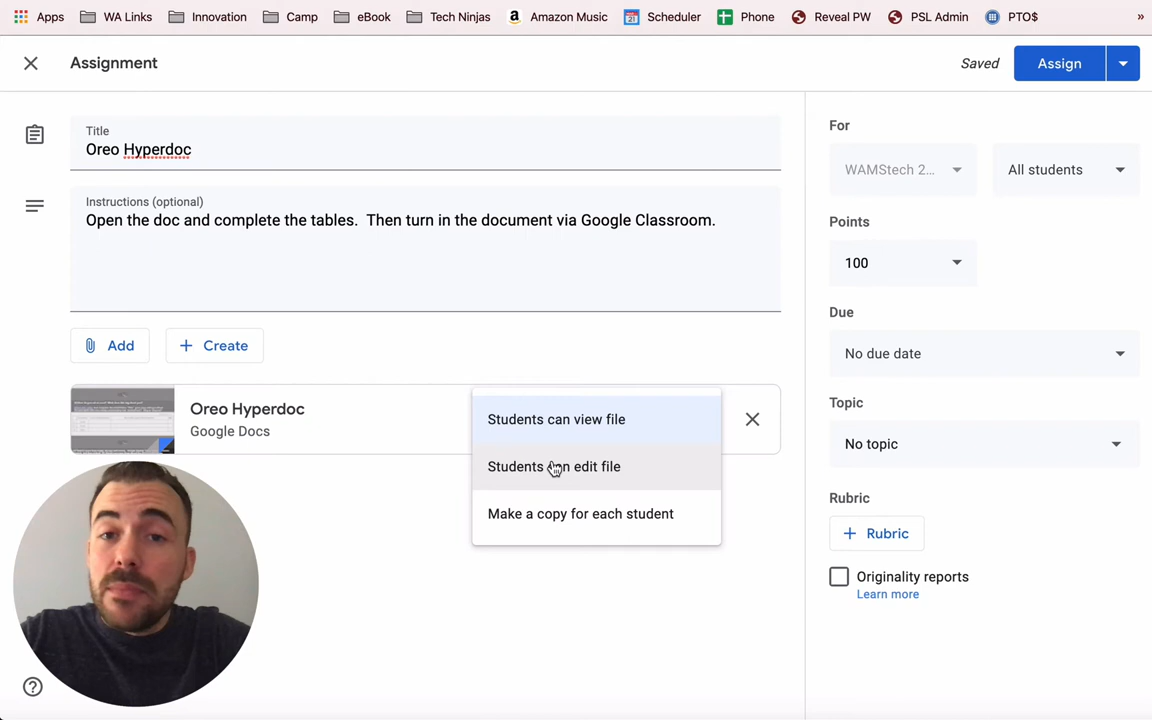 Apps WA Links Innovation Camp eBook Tech Ninjas Amazon Music Scheduler Phone Reveal PW PSL Admin PTO$ »
Assignment Saved Assign
Title
Oreo Hyperdoc
Instructions (optional)
Open the doc and complete the tables.  Then turn in the document via Google Classroom.
Add Create
Oreo Hyperdoc
Google Docs
Students can view file
Students edit file
Make a copy for each student
For
WAMStech 2... All students
Points
100
Due
No due date
Topic
No topic
Rubric
Rubric
Originality reports
Learn more